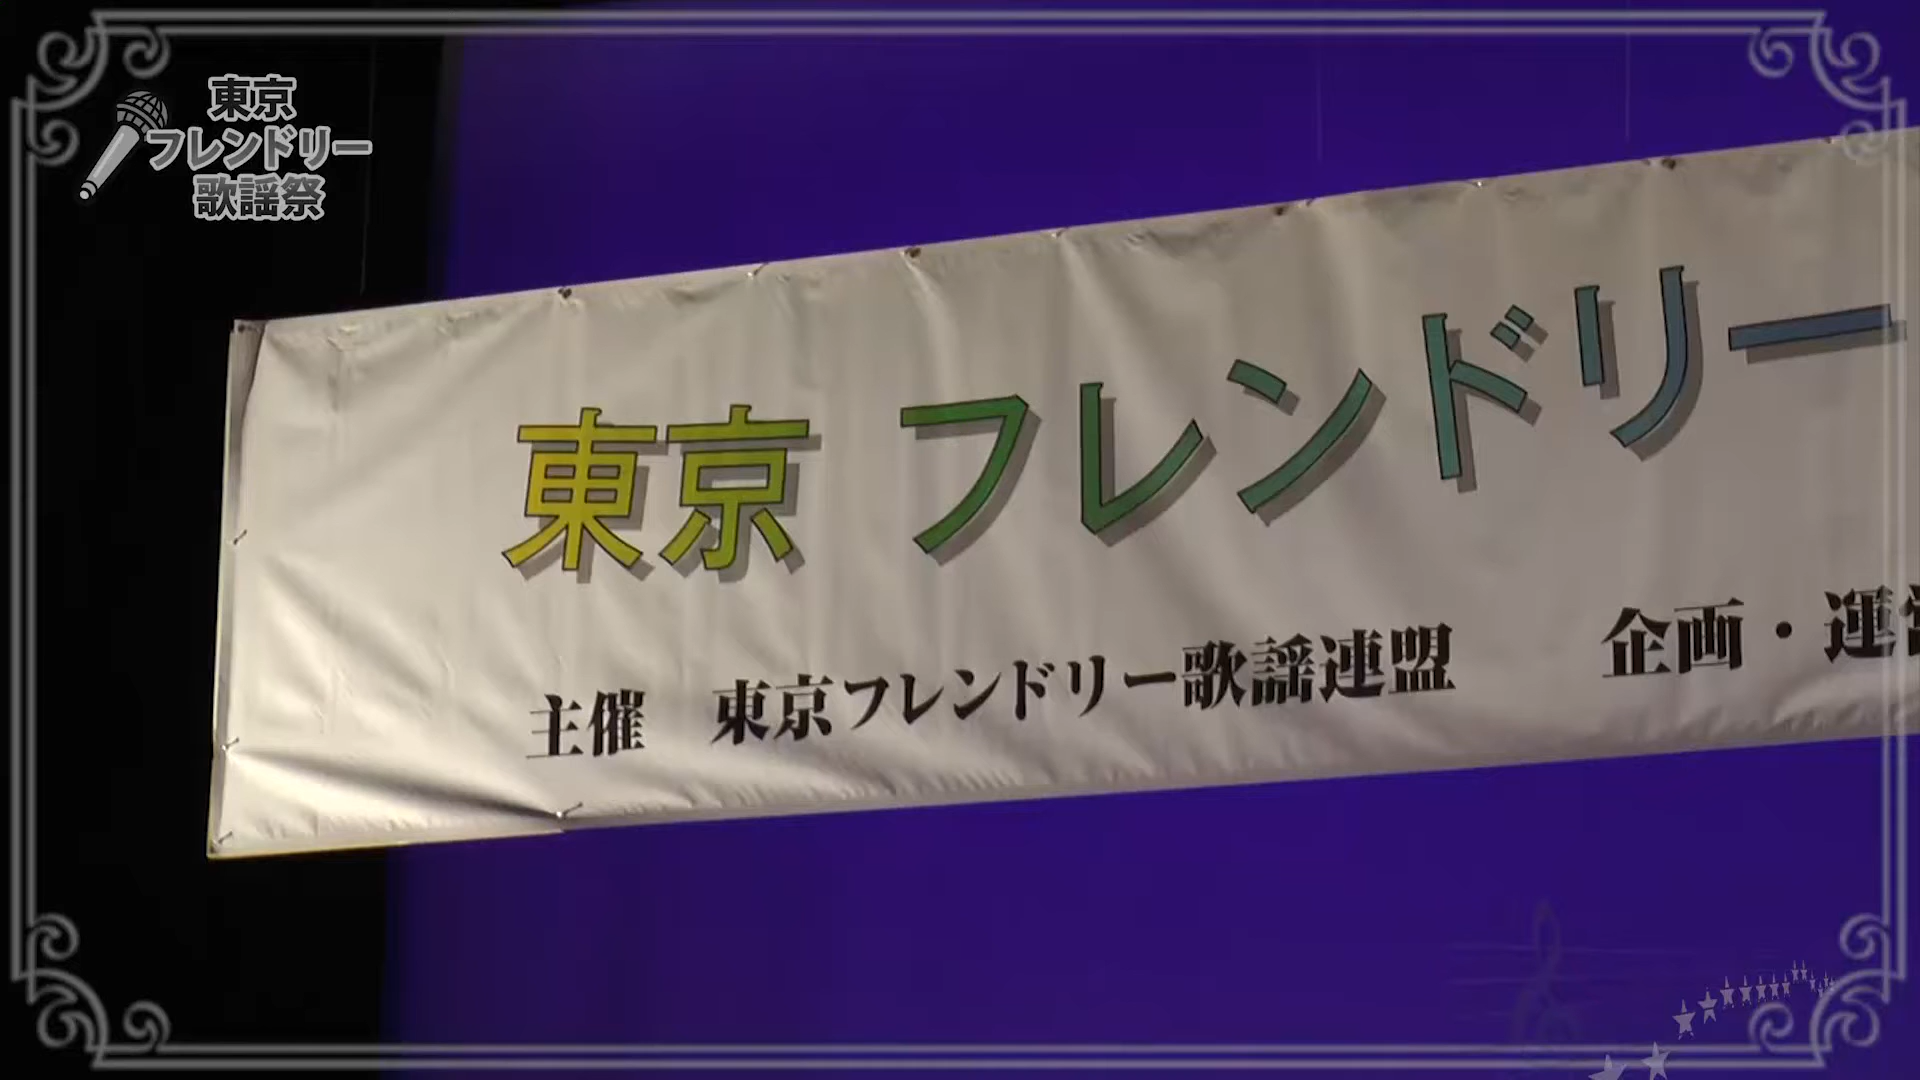 東京
フレンドリー
歌謡祭
東京 フレンドリー
主催 東京フレンドリー歌謡連盟 企画・運営